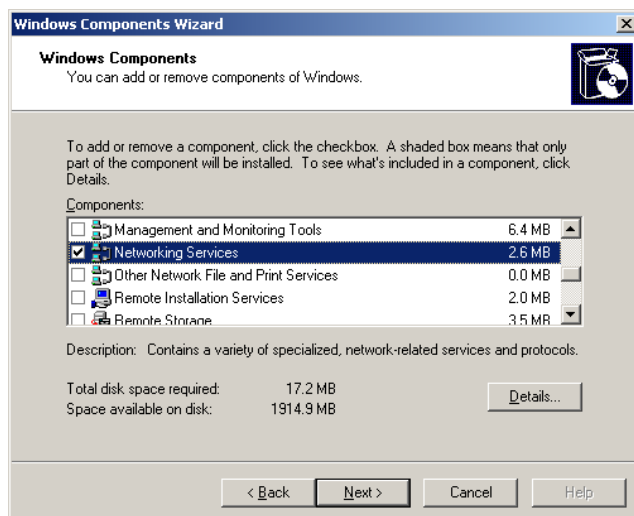 Windows Components Wizard
Windows Components
You can add or remove components of Windows.
To add or remove a component, click the checkbox. A shaded box means that only
part of the component will be installed. To see what's included in a component, click
Details.
Components:
Management and Monitoring Tools 6.4 MB
Networking Services 2.6 MB
Other Network File and Print Services 0.0 MB
Remote Installation Services 2.0 MB
Remote Storage 3.5 MB
Description: Contains a variety of specialized, network-related services and protocols.
Total disk space required: 17.2 MB
Space available on disk: 1914.9 MB
Details...
< Back Next > Cancel Help